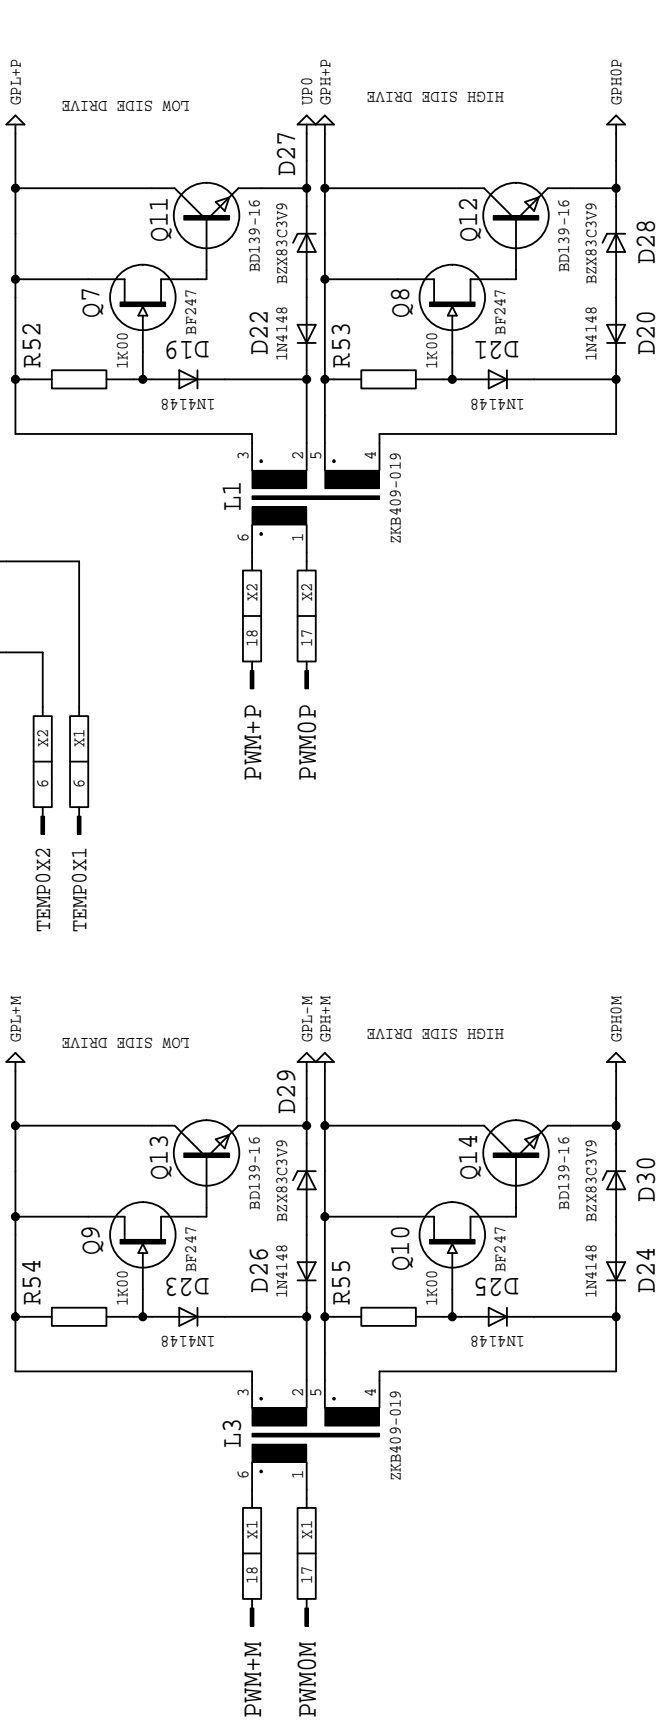 GPL+P
LOW SIDE DRIVE
UP0
GPH+P
HIGH SIDE DRIVE
GPH0P
D27
Q11
BD139-16
BZX83C3V9
Q12
BD139-16
BZX83C3V9
D28
Q7
BF247
Q8
BF247
R52
1K00
D19
D22
1N4148
R53
1K00
D21
1N4148
D20
1N4148
1N4148
3
2
5
4
L1
ZKB409-019
6
1
X2
18
X2
17
PWM+P
PWM0P
X2
6
X1
6
TEMP0X2
TEMP0X1
GPL+M
LOW SIDE DRIVE
GPL-M
GPH+M
HIGH SIDE DRIVE
GPH0M
D29
Q13
BD139-16
BZX83C3V9
Q14
BD139-16
BZX83C3V9
D30
Q9
BF247
Q10
BF247
R54
1K00
D23
D26
1N4148
R55
1K00
D25
1N4148
D24
1N4148
1N4148
3
2
5
4
L3
ZKB409-019
6
1
X1
18
X1
17
PWM+M
PWM0M